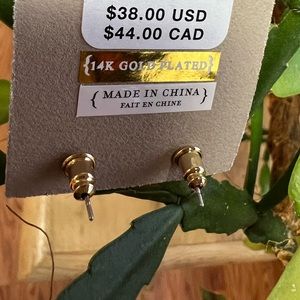 $38.00 USD
$44.00 CAD
{14K GOLD PLATED}
{ MADE IN CHINA }
FAIT EN CHINE